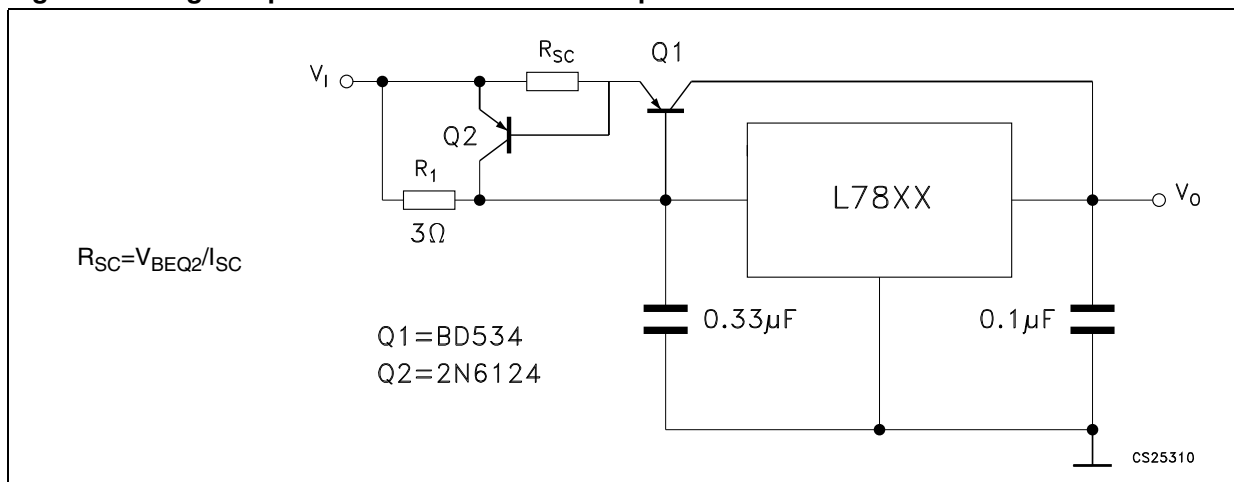 R_SC
Q1
V_I
Q2
R_1
3Ω
L78XX
V_O
R_SC=V_BEQ2/I_SC
0.33µF
0.1µF
Q1=BD534
Q2=2N6124
CS25310